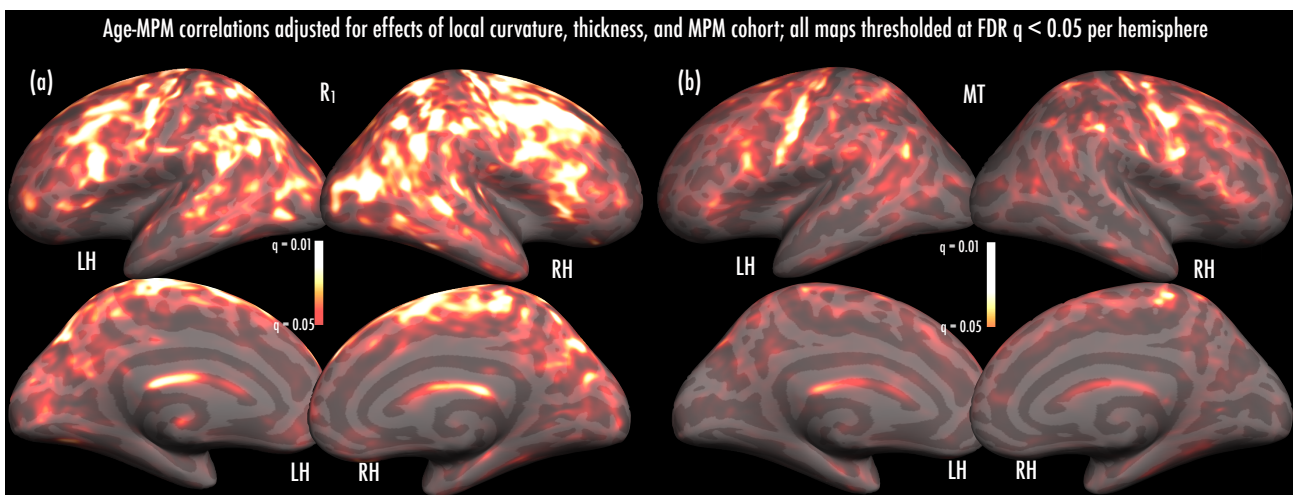 Age-MPM correlations adjusted for effects of local curvature, thickness, and MPM cohort; all maps thresholded at FDR q < 0.05 per hemisphere
(a)
R₁
(b)
MT
LH
RH
q = 0.01
q = 0.05
LH
RH
q = 0.01
q = 0.05
LH
RH
LH
RH